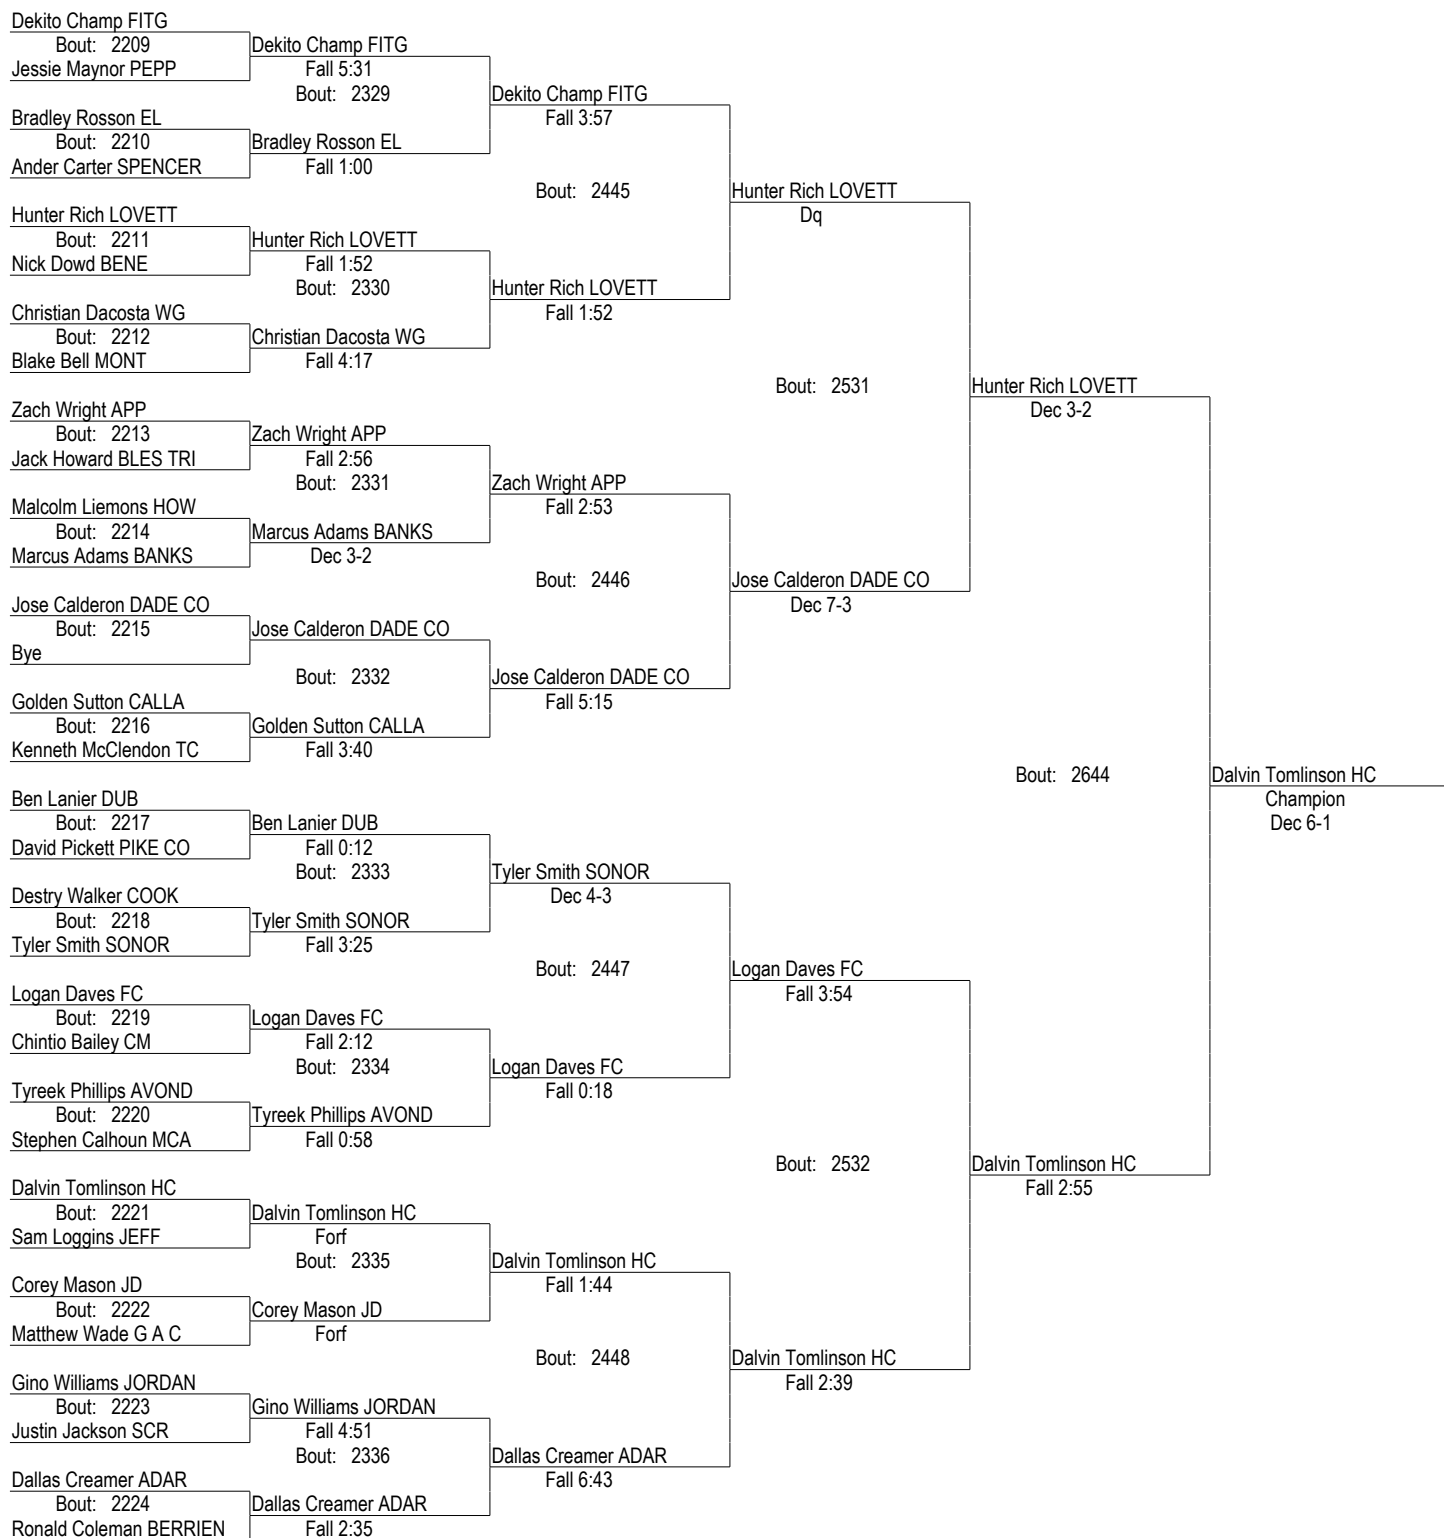 Dekito Champ FITG
Bout: 2209
Dekito Champ FITG
Jessie Maynor PEPP
Fall 5:31
Bout: 2329
Dekito Champ FITG
Bradley Rosson EL
Fall 3:57
Bout: 2210
Bradley Rosson EL
Ander Carter SPENCER
Fall 1:00
Bout: 2445
Hunter Rich LOVETT
Hunter Rich LOVETT
Dq
Bout: 2211
Hunter Rich LOVETT
Nick Dowd BENE
Fall 1:52
Bout: 2330
Hunter Rich LOVETT
Christian Dacosta WG
Fall 1:52
Bout: 2212
Christian Dacosta WG
Blake Bell MONT
Fall 4:17
Bout: 2531
Hunter Rich LOVETT
Zach Wright APP
Dec 3-2
Bout: 2213
Zach Wright APP
Jack Howard BLES TRI
Fall 2:56
Bout: 2331
Zach Wright APP
Malcolm Liemons HOW
Fall 2:53
Bout: 2214
Marcus Adams BANKS
Marcus Adams BANKS
Dec 3-2
Bout: 2446
Jose Calderon DADE CO
Jose Calderon DADE CO
Dec 7-3
Bout: 2215
Jose Calderon DADE CO
Bye
Bout: 2332
Jose Calderon DADE CO
Golden Sutton CALLA
Fall 5:15
Bout: 2216
Golden Sutton CALLA
Kenneth McClendon TC
Fall 3:40
Bout: 2644
Dalvin Tomlinson HC
Ben Lanier DUB
Champion
Bout: 2217
Ben Lanier DUB
Dec 6-1
David Pickett PIKE CO
Fall 0:12
Bout: 2333
Tyler Smith SONOR
Destry Walker COOK
Dec 4-3
Bout: 2218
Tyler Smith SONOR
Tyler Smith SONOR
Fall 3:25
Bout: 2447
Logan Daves FC
Logan Daves FC
Fall 3:54
Bout: 2219
Logan Daves FC
Chintio Bailey CM
Fall 2:12
Bout: 2334
Logan Daves FC
Tyreek Phillips AVOND
Fall 0:18
Bout: 2220
Tyreek Phillips AVOND
Stephen Calhoun MCA
Fall 0:58
Bout: 2532
Dalvin Tomlinson HC
Dalvin Tomlinson HC
Fall 2:55
Bout: 2221
Dalvin Tomlinson HC
Sam Loggins JEFF
Forf
Bout: 2335
Dalvin Tomlinson HC
Corey Mason JD
Fall 1:44
Bout: 2222
Corey Mason JD
Matthew Wade G A C
Forf
Bout: 2448
Dalvin Tomlinson HC
Gino Williams JORDAN
Fall 2:39
Bout: 2223
Gino Williams JORDAN
Justin Jackson SCR
Fall 4:51
Bout: 2336
Dallas Creamer ADAR
Dallas Creamer ADAR
Fall 6:43
Bout: 2224
Dallas Creamer ADAR
Ronald Coleman BERRIEN
Fall 2:35